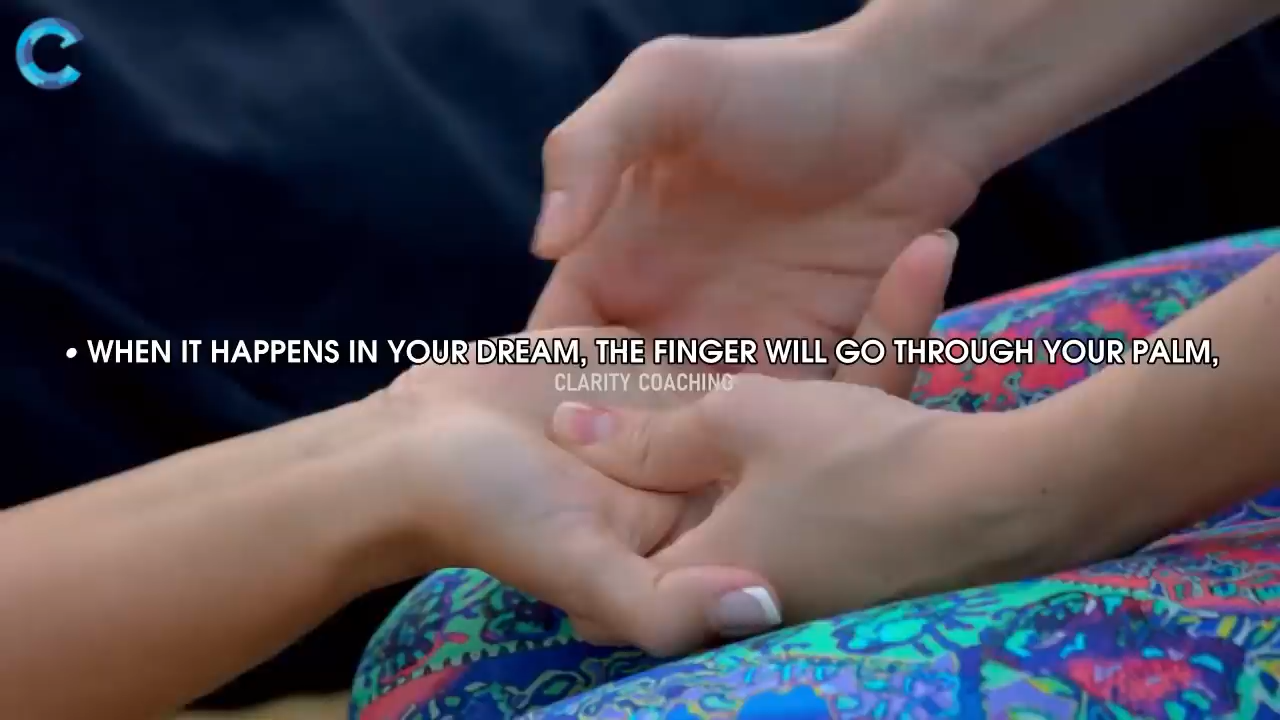 • WHEN IT HAPPENS IN YOUR DREAM, THE FINGER WILL GO THROUGH YOUR PALM,
CLARITY COACHING